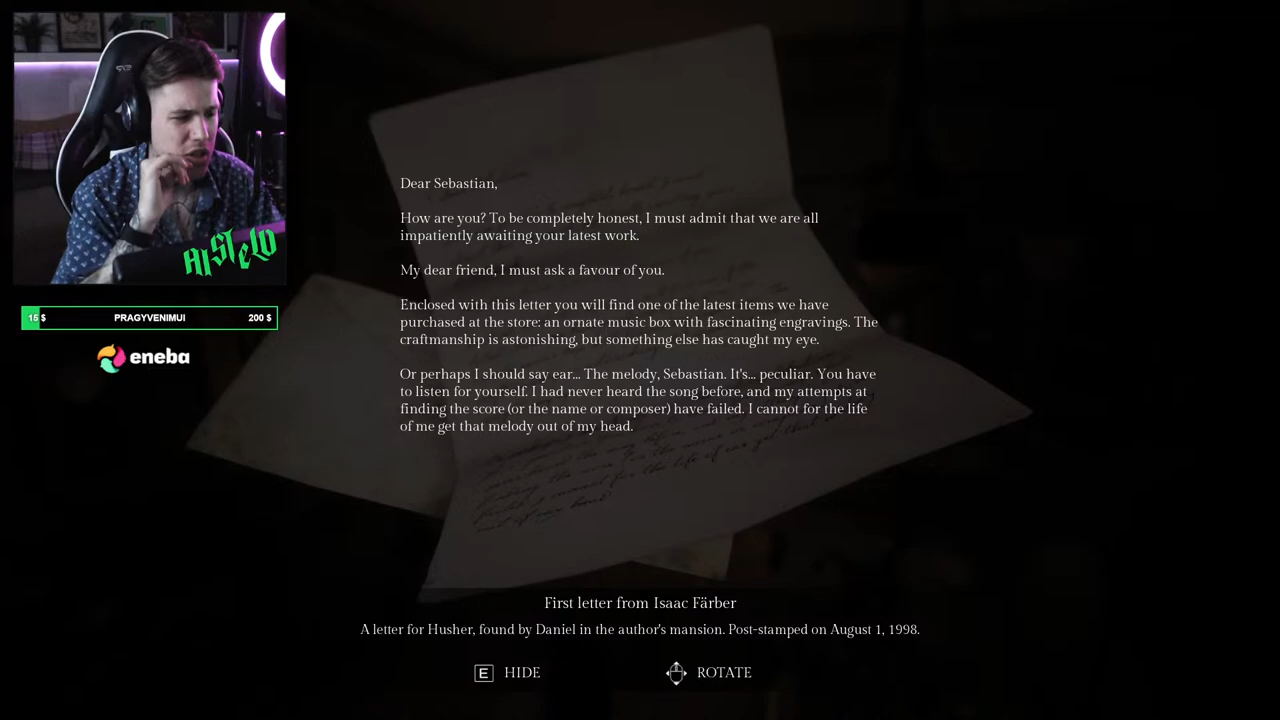 AISTELO
15 $ PRAGYVENIMUI 200 $
eneba
Dear Sebastian,
How are you? To be completely honest, I must admit that we are all
impatiently awaiting your latest work.
My dear friend, I must ask a favour of you.
Enclosed with this letter you will find one of the latest items we have
purchased at the store: an ornate music box with fascinating engravings. The
craftmanship is astonishing, but something else has caught my eye.
Or perhaps I should say ear... The melody, Sebastian. It's... peculiar. You have
to listen for yourself. I had never heard the song before, and my attempts at
finding the score (or the name or composer) have failed. I cannot for the life
of me get that melody out of my head.
First letter from Isaac Färber
A letter for Husher, found by Daniel in the author's mansion. Post-stamped on August 1, 1998.
E HIDE ROTATE